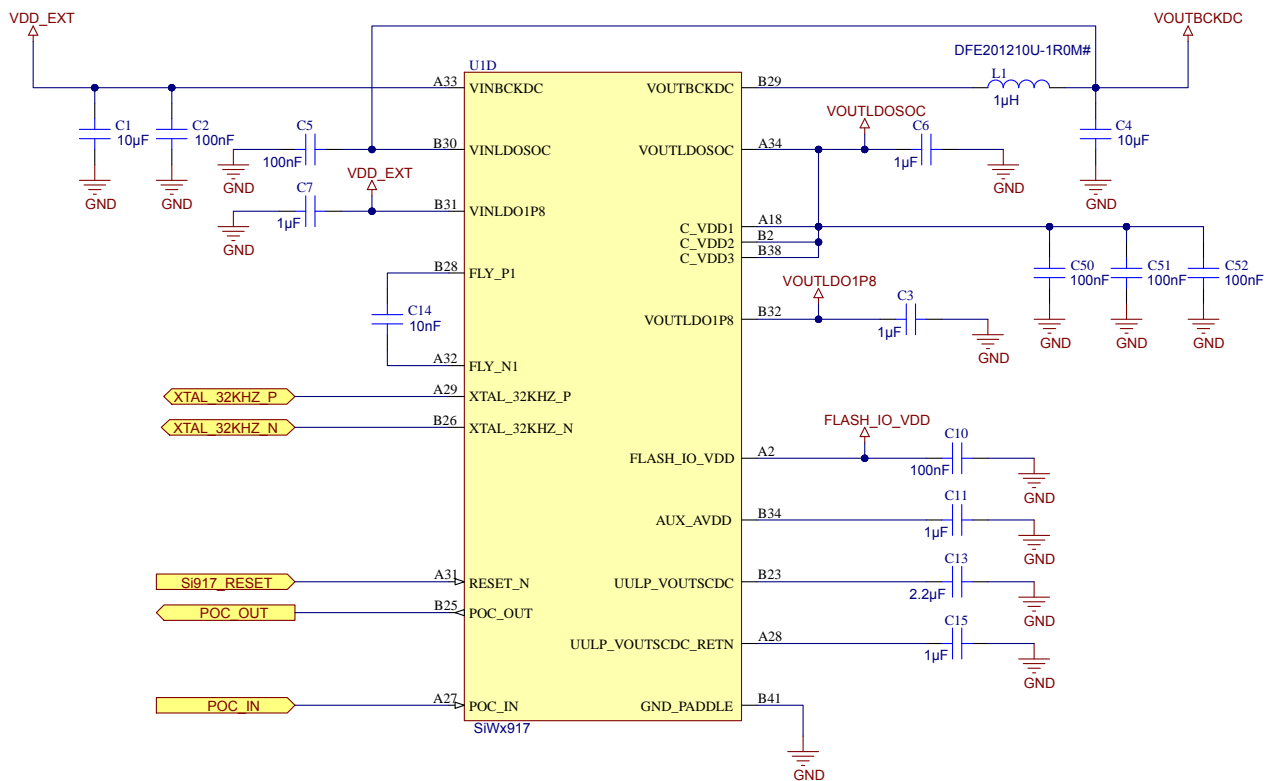 VDD_EXT
VOUTBCKDC
DFE201210U-1R0M#
U1D
L1
1µH
A33
VINBCKDC
VOUTBCKDC
B29
C1
10µF
C2
100nF
C5
100nF
VOUTLDOSOC
C6
1µF
C4
10µF
B30
VINLDOSOC
VOUTLDOSOC
A34
GND
GND
GND
GND
GND
VDD_EXT
C7
1µF
B31
VINLDO1P8
GND
C_VDD1
A18
C_VDD2
B2
C_VDD3
B38
B28
FLY_P1
C50
100nF
C51
100nF
C52
100nF
VOUTLDO1P8
C3
1µF
C14
10nF
VOUTLDO1P8
B32
GND
GND
GND
GND
A32
FLY_N1
XTAL_32KHZ_P
A29
XTAL_32KHZ_P
XTAL_32KHZ_N
B26
XTAL_32KHZ_N
FLASH_IO_VDD
FLASH_IO_VDD
A2
C10
100nF
GND
AUX_AVDD
B34
C11
1µF
GND
Si917_RESET
A31
RESET_N
UULP_VOUTSCDC
B23
C13
2.2µF
GND
POC_OUT
B25
POC_OUT
UULP_VOUTSCDC_RETN
A28
C15
1µF
GND
POC_IN
A27
POC_IN
GND_PADDLE
B41
SiWx917
GND